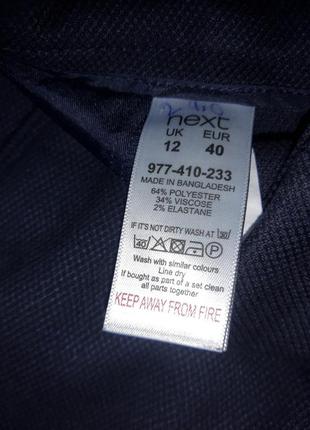 next
UK EUR
12 40
977-410-233
MADE IN BANGLADESH
64% POLYESTER
34% VISCOSE
2% ELASTANE
IF IT'S NOT DIRTY WASH AT 30
40 P
Wash with similar colours
Line dry
If bought as part of a set clean
all parts together
KEEP AWAY FROM FIRE